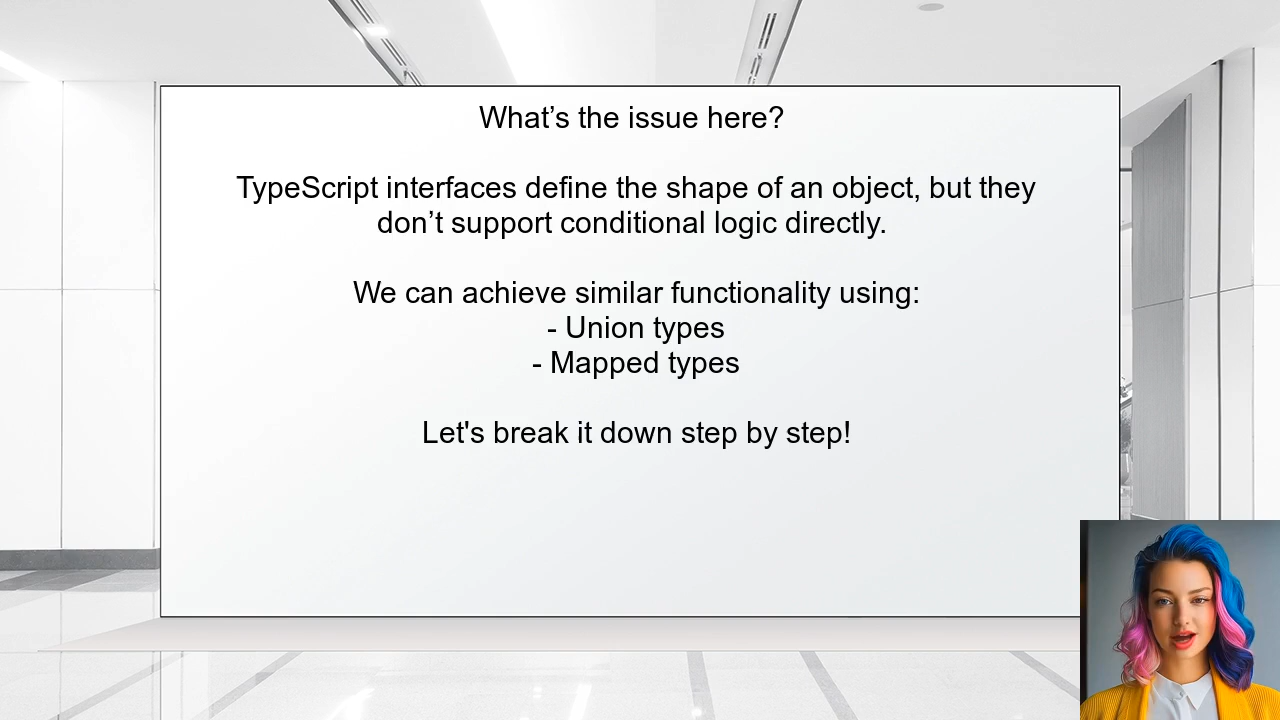 What’s the issue here?
TypeScript interfaces define the shape of an object, but they
don’t support conditional logic directly.
We can achieve similar functionality using:
- Union types
- Mapped types
Let's break it down step by step!